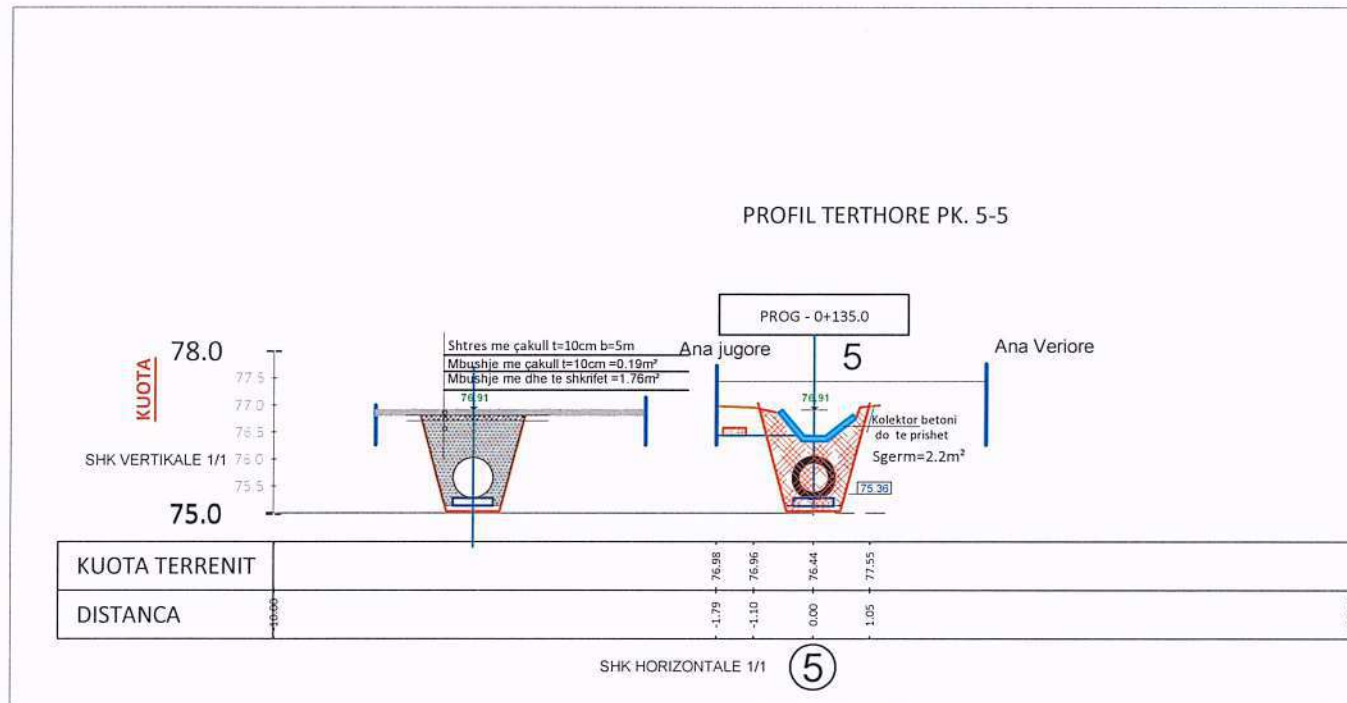 PROFIL TERTHORE PK. 5-5
PROG - 0+135.0
Ana jugore
5
Ana Veriore
Shtres me çakull t=10cm b=5m
Mbushje me çakull t=10cm =0.19m²
Mbushje me dhe te shkrifet =1.76m²
76.91
76.91
Kolektor betoni
do te prishet
Sgerm=2.2m²
75.36
KUOTA
78.0
77.5
77.0
76.5
SHK VERTIKALE 1/1
76.0
75.5
75.0
KUOTA TERRENIT
76.98
76.96
76.44
77.55
DISTANCA
-10.00
-1.79
-1.10
0.00
1.05
SHK HORIZONTALE 1/1
5